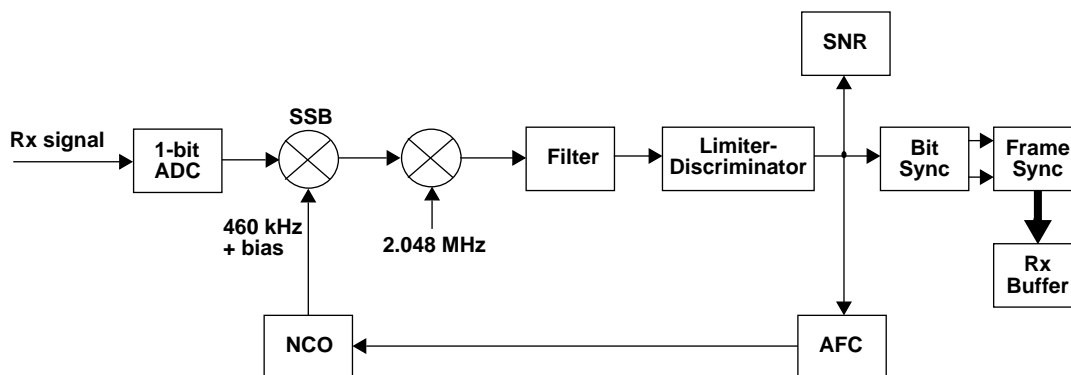 SNR
SSB
Rx signal
1-bit
ADC
Filter
Limiter-
Discriminator
Bit
Sync
Frame
Sync
460 kHz
+ bias
2.048 MHz
Rx
Buffer
NCO
AFC